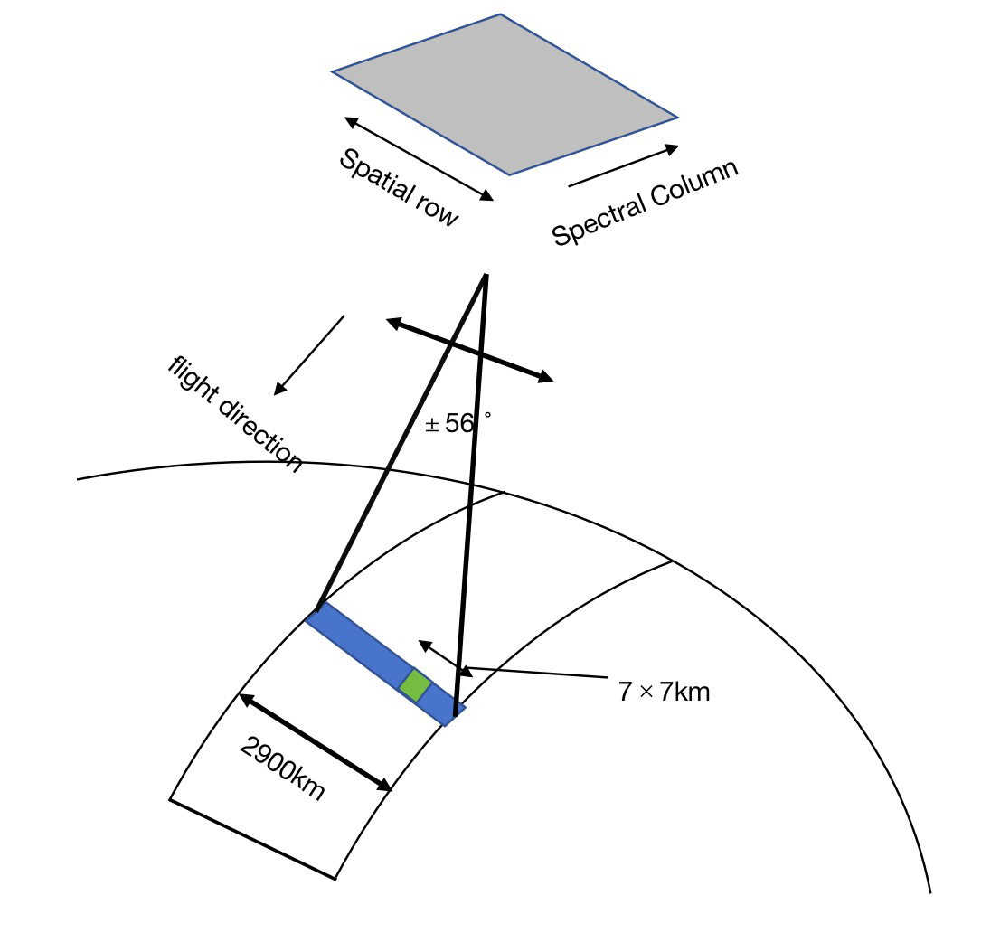 Spatial row
Spectral Column
flight direction
± 56 °
7 × 7km
2900km